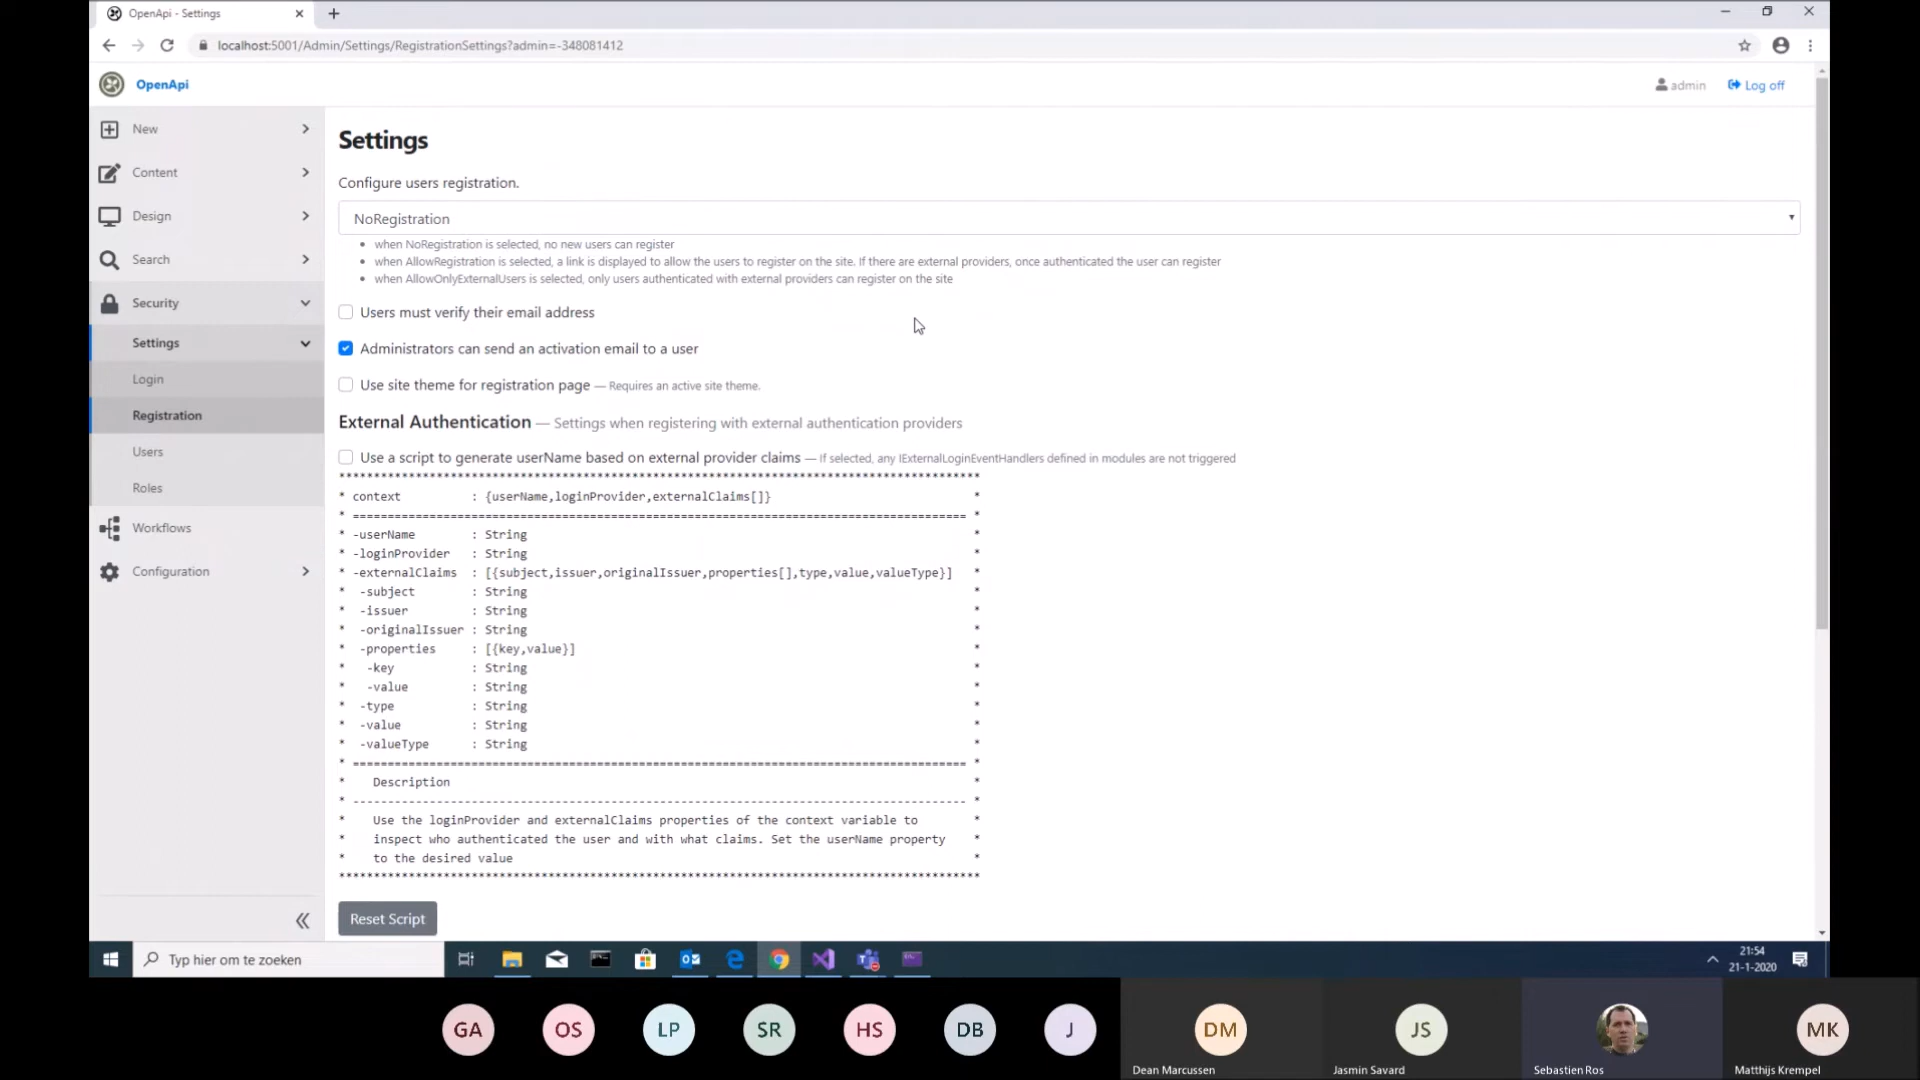 OpenApi - Settings
localhost:5001/Admin/Settings/RegistrationSettings?admin=-348081412
OpenApi
admin
Log off
New
Content
Design
Search
Security
Settings
Login
Registration
Users
Roles
Workflows
Configuration
Settings
Configure users registration.
NoRegistration
when NoRegistration is selected, no new users can register
when AllowRegistration is selected, a link is displayed to allow the users to register on the site. If there are external providers, once authenticated the user can register
when AllowOnlyExternalUsers is selected, only users authenticated with external providers can register on the site
Users must verify their email address
Administrators can send an activation email to a user
Use site theme for registration page — Requires an active site theme.
External Authentication — Settings when registering with external authentication providers
Use a script to generate userName based on external provider claims — If selected, any IExternalLoginEventHandlers defined in modules are not triggered
********************************************************************************************
* context : {userName,loginProvider,externalClaims[]} *
* ======================================================================================== *
* -userName : String *
* -loginProvider : String *
* -externalClaims : [{subject,issuer,originalIssuer,properties[],type,value,valueType}] *
* -subject : String *
* -issuer : String *
* -originalIssuer : String *
* -properties : [{key,value}] *
* -key : String *
* -value : String *
* -type : String *
* -value : String *
* -valueType : String *
* ======================================================================================== *
* Description *
* ---------------------------------------------------------------------------------------- *
* Use the loginProvider and externalClaims properties of the context variable to *
* inspect who authenticated the user and with what claims. Set the userName property *
* to the desired value *
********************************************************************************************
Reset Script
Typ hier om te zoeken
21:54
21-1-2020
GA
OS
LP
SR
HS
DB
J
DM
JS
MK
Dean Marcussen
Jasmin Savard
Sebastien Ros
Matthijs Krempel